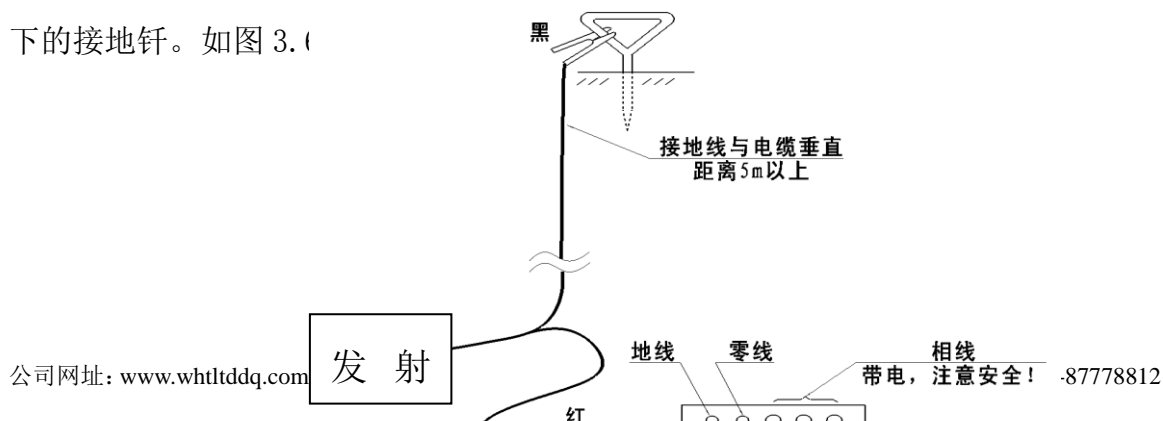 下的接地钎。如图 3.
黑
接地线与电缆垂直
距离5m以上
发 射
地线
零线
相线
带电，注意安全！
公司网址：www.whtltddq.com
-87778812
红